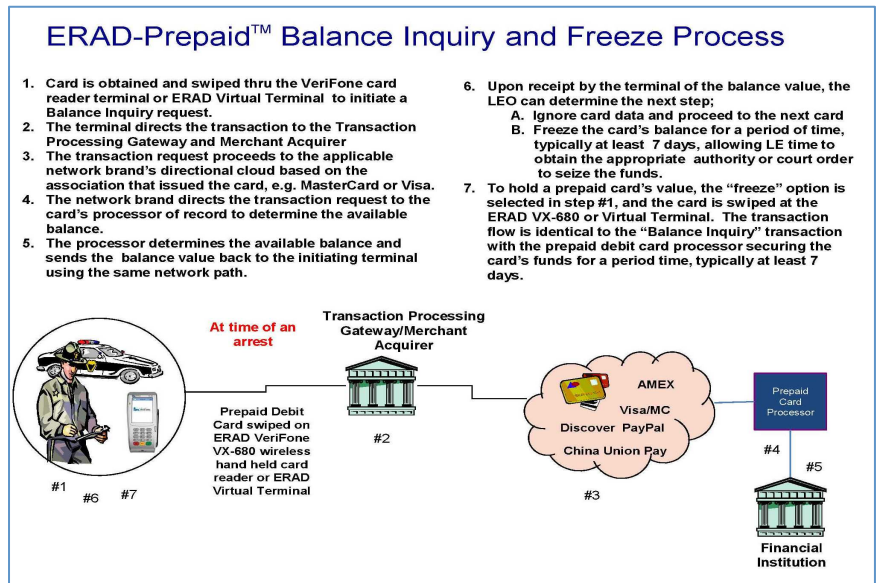 ERAD-Prepaid™ Balance Inquiry and Freeze Process
1. Card is obtained and swiped thru the VeriFone card
reader terminal or ERAD Virtual Terminal to initiate a
Balance Inquiry request.
2. The terminal directs the transaction to the Transaction
Processing Gateway and Merchant Acquirer
3. The transaction request proceeds to the applicable
network brand's directional cloud based on the
association that issued the card, e.g. MasterCard or Visa.
4. The network brand directs the transaction request to the
card's processor of record to determine the available
balance.
5. The processor determines the available balance and
sends the balance value back to the initiating terminal
using the same network path.
6. Upon receipt by the terminal of the balance value, the
LEO can determine the next step;
A. Ignore card data and proceed to the next card
B. Freeze the card's balance for a period of time,
typically at least 7 days, allowing LE time to
obtain the appropriate authority or court order
to seize the funds.
7. To hold a prepaid card's value, the "freeze" option is
selected in step #1, and the card is swiped at the
ERAD VX-680 or Virtual Terminal. The transaction
flow is identical to the "Balance Inquiry" transaction
with the prepaid debit card processor securing the
card's funds for a period time, typically at least 7
days.
At time of an
arrest
Transaction Processing
Gateway/Merchant
Acquirer
Prepaid Debit
Card swiped on
ERAD VeriFone
VX-680 wireless
hand held card
reader or ERAD
Virtual Terminal
#1
#6
#7
#2
AMEX
Visa/MC
Discover PayPal
China Union Pay
#3
Prepaid
Card
Processor
#4
#5
Financial
Institution